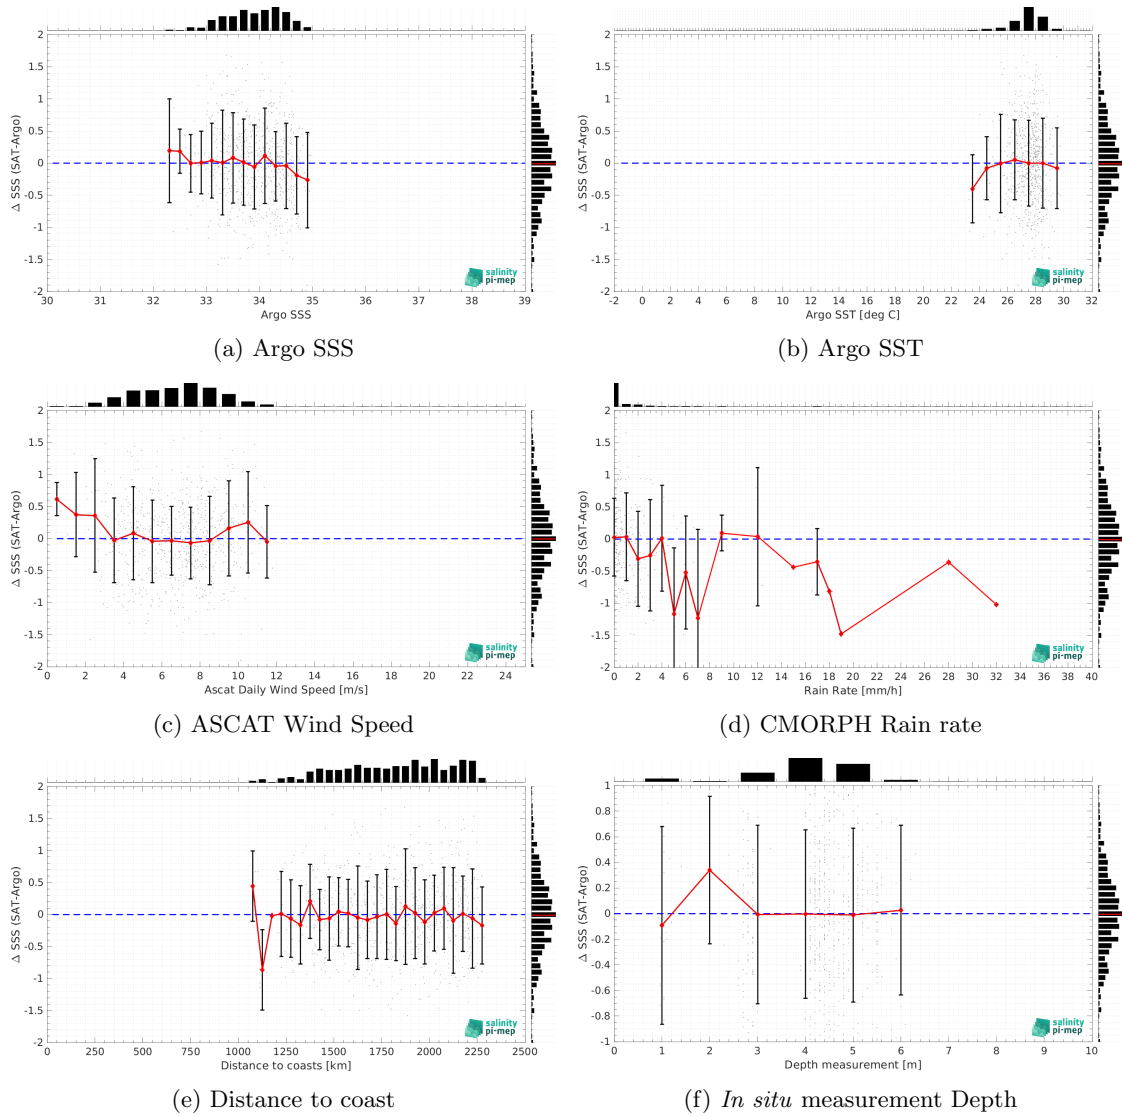 2
1.5
1
0.5
0
-0.5
-1
-1.5
-2
Δ SSS (SAT-Argo)
salinity
pi-mep
30 31 32 33 34 35 36 37 38 39
Argo SSS
(a) Argo SSS
2
1.5
1
0.5
0
-0.5
-1
-1.5
-2
Δ SSS (SAT-Argo)
salinity
pi-mep
-2 0 2 4 6 8 10 12 14 16 18 20 22 24 26 28 30 32
Argo SST [deg C]
(b) Argo SST
2
1.5
1
0.5
0
-0.5
-1
-1.5
-2
Δ SSS (SAT-Argo)
salinity
pi-mep
0 2 4 6 8 10 12 14 16 18 20 22 24
Ascat Daily Wind Speed [m/s]
(c) ASCAT Wind Speed
2
1.5
1
0.5
0
-0.5
-1
-1.5
-2
Δ SSS (SAT-Argo)
salinity
pi-mep
0 2 4 6 8 10 12 14 16 18 20 22 24 26 28 30 32 34 36 38 40
Rain Rate [mm/h]
(d) CMORPH Rain rate
2
1.5
1
0.5
0
-0.5
-1
-1.5
-2
Δ SSS (SAT-Argo)
salinity
pi-mep
0 250 500 750 1000 1250 1500 1750 2000 2250 2500
Distance to coasts [km]
(e) Distance to coast
1
0.8
0.6
0.4
0.2
0
-0.2
-0.4
-0.6
-0.8
-1
Δ SSS (SAT-Argo)
salinity
pi-mep
0 1 2 3 4 5 6 7 8 9 10
Depth measurement [m]
(f) In situ measurement Depth